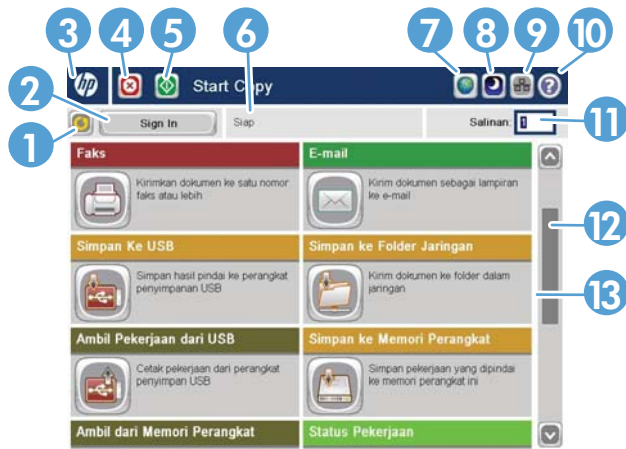 3 4 5 6 7 8 9 10
hp Start Copy ?
2 Sign In Siap Salinan: 1 11
1
Faks
Kirimkan dokumen ke satu nomor
faks atau lebih
E-mail
Kirim dokumen sebagai lampiran
ke e-mail
12
Simpan Ke USB
Simpan hasil pindai ke perangkat
penyimpanan USB
Simpan ke Folder Jaringan
Kirim dokumen ke folder dalam
jaringan
13
Ambil Pekerjaan dari USB
Cetak pekerjaan dari perangkat
penyimpan USB
Simpan ke Memori Perangkat
Simpan pekerjaan yang dipindai
ke memori perangkat ini
Ambil dari Memori Perangkat
Status Pekerjaan